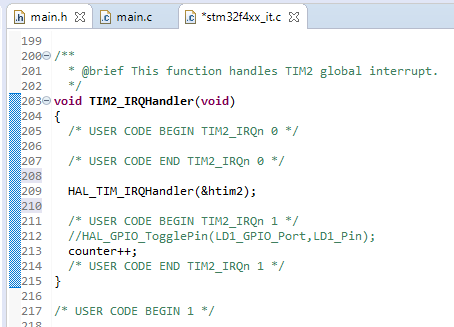 main.h main.c *stm32f4xx_it.c
199
200 /**
201 * @brief This function handles TIM2 global interrupt.
202 */
203 void TIM2_IRQHandler(void)
204 {
205 /* USER CODE BEGIN TIM2_IRQn 0 */
206
207 /* USER CODE END TIM2_IRQn 0 */
208
209 HAL_TIM_IRQHandler(&htim2);
210
211 /* USER CODE BEGIN TIM2_IRQn 1 */
212 //HAL_GPIO_TogglePin(LD1_GPIO_Port,LD1_Pin);
213 counter++;
214 /* USER CODE END TIM2_IRQn 1 */
215 }
216
217 /* USER CODE BEGIN 1 */
218